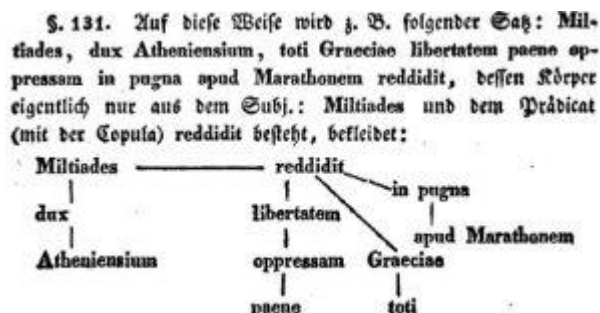 §. 131. Auf diese Weise wird z. B. folgender Satz: Mil-
tiades, dux Atheniensium, toti Graeciae libertatem paene op-
pressam in pugna apud Marathonem reddidit, dessen Körper
eigentlich nur aus dem Subj.: Miltiades und dem Prädicat
(mit der Copula) reddidit besteht, bekleidet:
Miltiades reddidit
in pugna
dux libertatem
apud Marathonem
Atheniensium oppressam Graeciae
paene toti